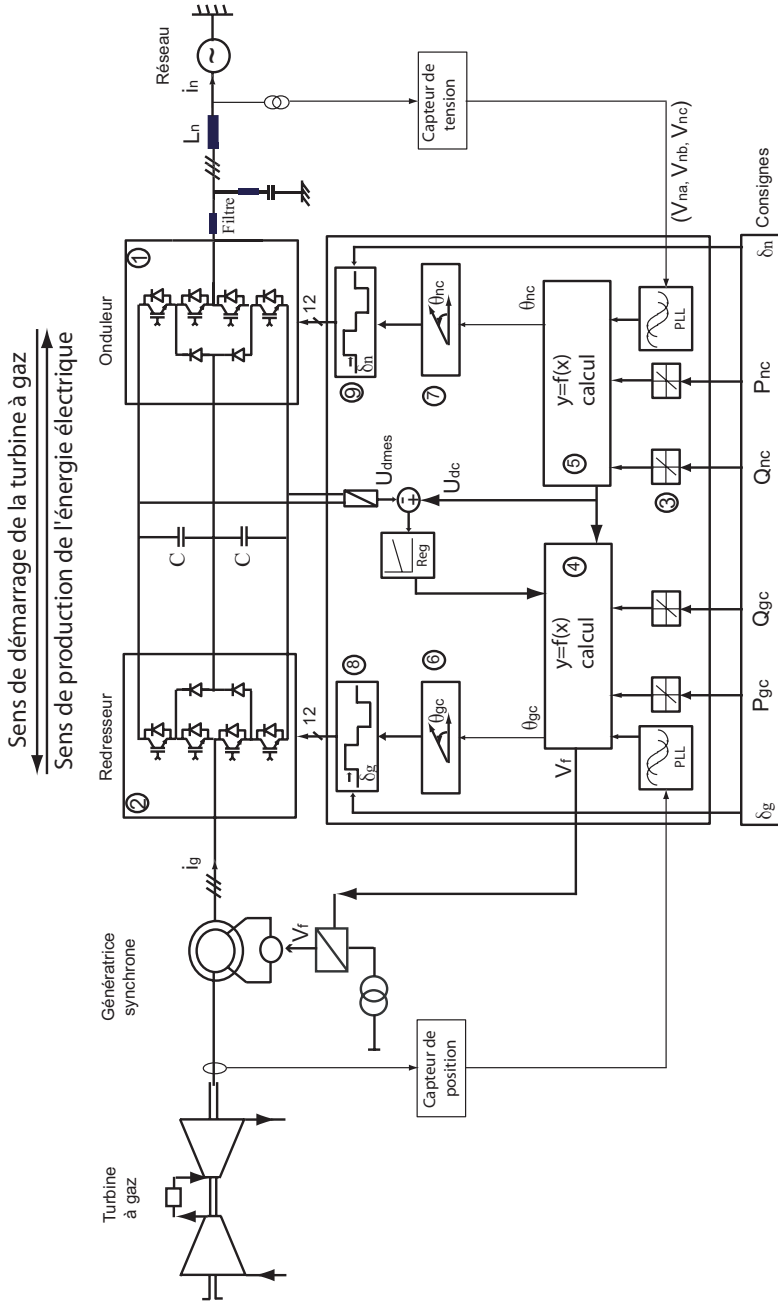 Sens de démarrage de la turbine à gaz
Sens de production de l'énergie électrique
Turbine
à gaz
Génératrice
synchrone
Redresseur
Onduleur
Réseau
②
①
ig
C
C
Filtre
Ln
in
Vf
12
12
Udmes
Udc
Reg
⑧
δg
⑨
δn
⑥
θgc
⑦
θnc
θgc
θnc
Vf
y=f(x)
calcul
④
y=f(x)
calcul
⑤
③
PLL
PLL
Capteur de
position
Capteur de
tension
(Vna, Vnb, Vnc)
δg
Pgc
Qgc
Qnc
Pnc
δn
Consignes